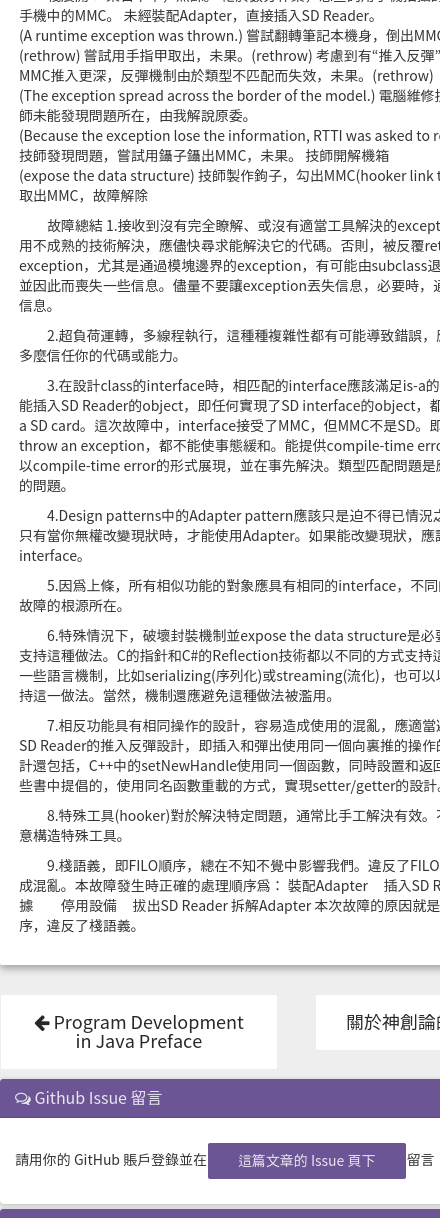 手機中的MMC。 未經裝配Adapter，直接插入SD Reader。
(A runtime exception was thrown.) 嘗試翻轉筆記本機身，倒出MMC
(rethrow) 嘗試用手指甲取出，未果。(rethrow) 考慮到有“推入反彈”
MMC推入更深，反彈機制由於類型不匹配而失效，未果。(rethrow)
(The exception spread across the border of the model.) 電腦維修
師未能發現問題所在，由我解說原委。
(Because the exception lose the information, RTTI was asked to
技師發現問題，嘗試用鑷子鑷出MMC，未果。 技師開解機箱
(expose the data structure) 技師製作鉤子，勾出MMC(hooker link
取出MMC，故障解除
故障總結 1.接收到沒有完全瞭解、或沒有適當工具解決的except
用不成熟的技術解決，應儘快尋求能解決它的代碼。否則，被反覆ret
exception，尤其是通過模塊邊界的exception，有可能由subclass退
並因此而喪失一些信息。儘量不要讓exception丟失信息，必要時，
信息。
2.超負荷運轉，多線程執行，這種種複雜性都有可能導致錯誤，
多麼信任你的代碼或能力。
3.在設計class的interface時，相匹配的interface應該滿足is-a的
能插入SD Reader的object，即任何實現了SD interface的object，都
a SD card。這次故障中，interface接受了MMC，但MMC不是SD。即
throw an exception，都不能使事態緩和。能提供compile-time erro
以compile-time error的形式展現，並在事先解決。類型匹配問題是
的問題。
4.Design patterns中的Adapter pattern應該只是迫不得已情況之
只有當你無權改變現狀時，才能使用Adapter。如果能改變現狀，應
interface。
5.因爲上條，所有相似功能的對象應具有相同的interface，不同
故障的根源所在。
6.特殊情況下，破壞封裝機制並expose the data structure是必
支持這種做法。C的指針和C#的Reflection技術都以不同的方式支持
一些語言機制，比如serializing(序列化)或streaming(流化)，也可以
持這一做法。當然，機制還應避免這種做法被濫用。
7.相反功能具有相同操作的設計，容易造成使用的混亂，應適當
SD Reader的推入反彈設計，即插入和彈出使用同一個向裏推的操作
計還包括，C++中的setNewHandle使用同一個函數，同時設置和返
些書中提倡的，使用同名函數重載的方式，實現setter/getter的設計
8.特殊工具(hooker)對於解決特定問題，通常比手工解決有效。
意構造特殊工具。
9.棧語義，即FILO順序，總在不知不覺中影響我們。違反了FILO
成混亂。本故障發生時正確的處理順序爲： 裝配Adapter 插入SD R
據 停用設備 拔出SD Reader 拆解Adapter 本次故障的原因就是
序，違反了棧語義。
Program Development
in Java Preface
關於神創論的
Github Issue 留言
請用你的 GitHub 賬戶登錄並在 這篇文章的 Issue 頁下 留言